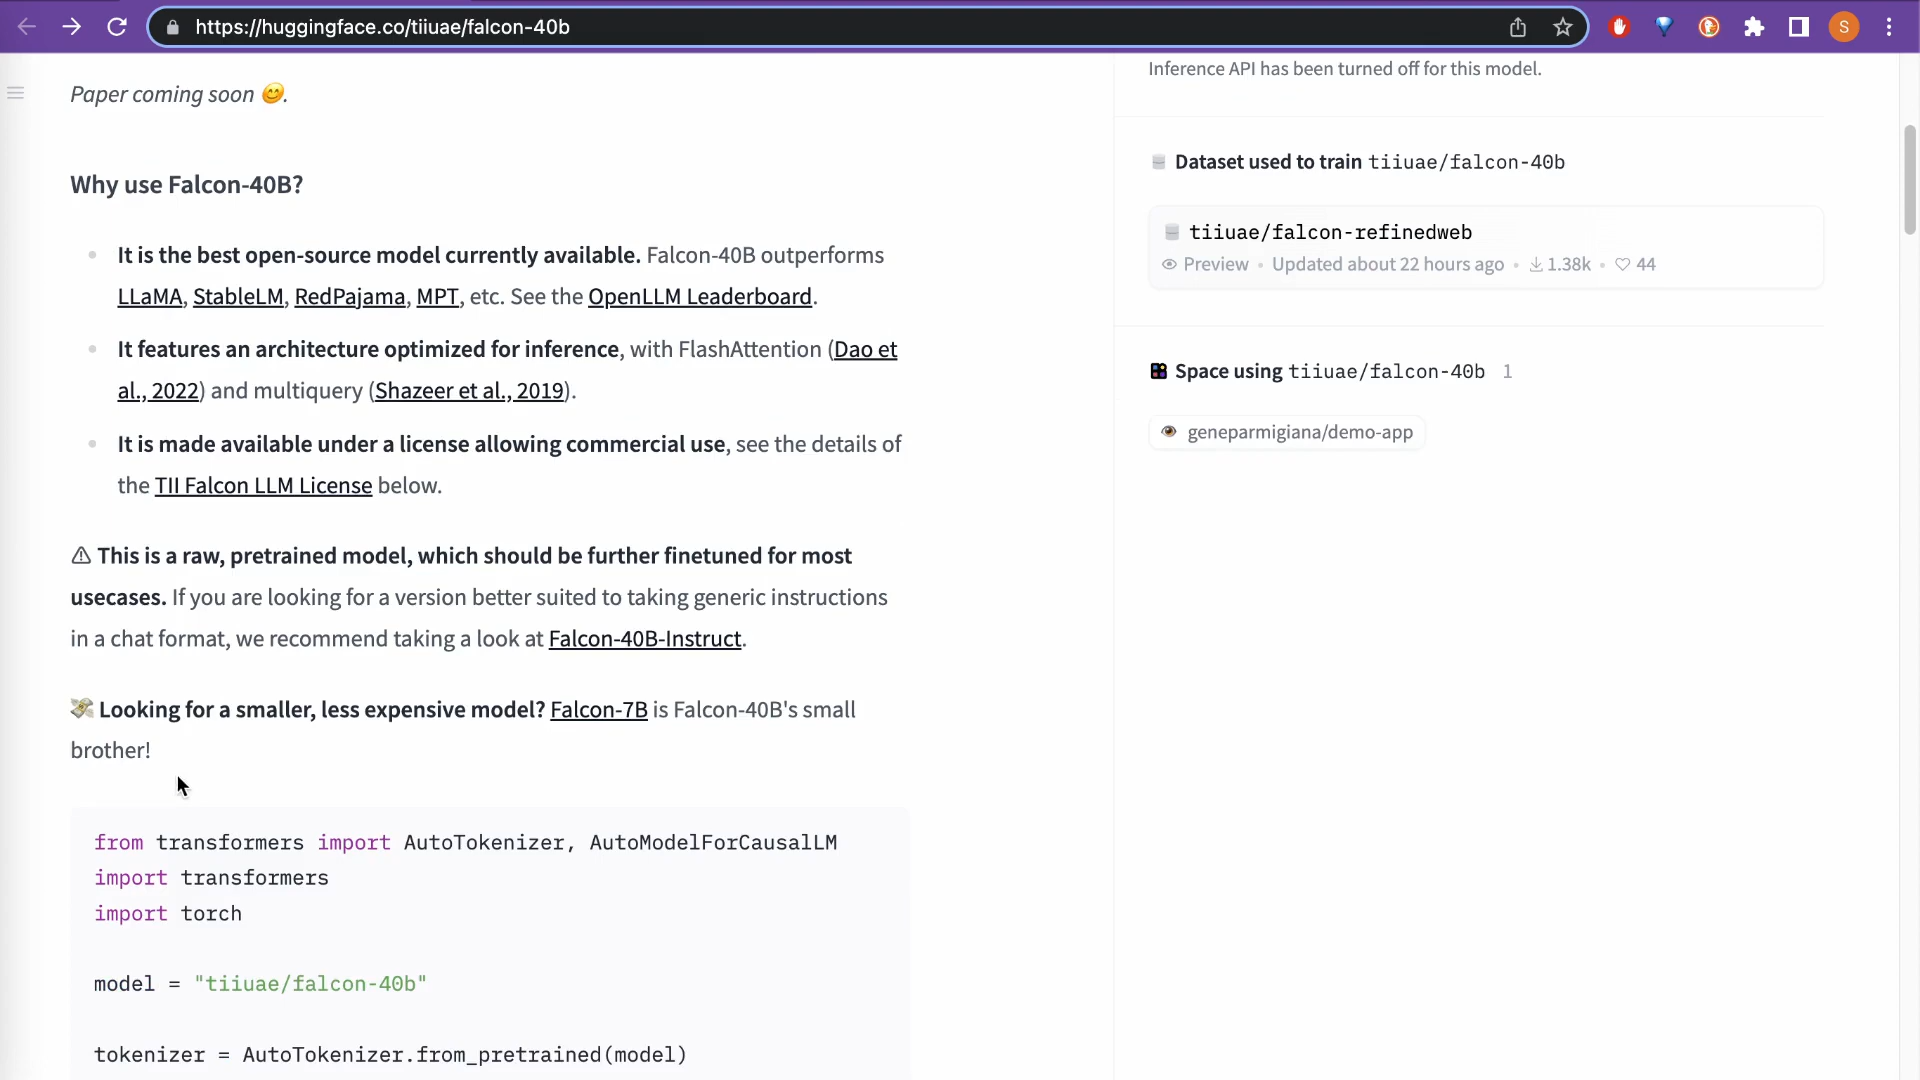 https://huggingface.co/tiiuae/falcon-40b
S
Paper coming soon 😊.
Why use Falcon-40B?
It is the best open-source model currently available. Falcon-40B outperforms
LLaMA, StableLM, RedPajama, MPT, etc. See the OpenLLM Leaderboard.
It features an architecture optimized for inference, with FlashAttention (Dao et
al., 2022) and multiquery (Shazeer et al., 2019).
It is made available under a license allowing commercial use, see the details of
the TII Falcon LLM License below.
⚠ This is a raw, pretrained model, which should be further finetuned for most
usecases. If you are looking for a version better suited to taking generic instructions
in a chat format, we recommend taking a look at Falcon-40B-Instruct.
💸 Looking for a smaller, less expensive model? Falcon-7B is Falcon-40B's small
brother!
from transformers import AutoTokenizer, AutoModelForCausalLM
import transformers
import torch
model = "tiiuae/falcon-40b"
tokenizer = AutoTokenizer.from_pretrained(model)
Inference API has been turned off for this model.
Dataset used to train tiiuae/falcon-40b
tiiuae/falcon-refinedweb
Preview • Updated about 22 hours ago • 1.38k • 44
Space using tiiuae/falcon-40b 1
geneparmigiana/demo-app